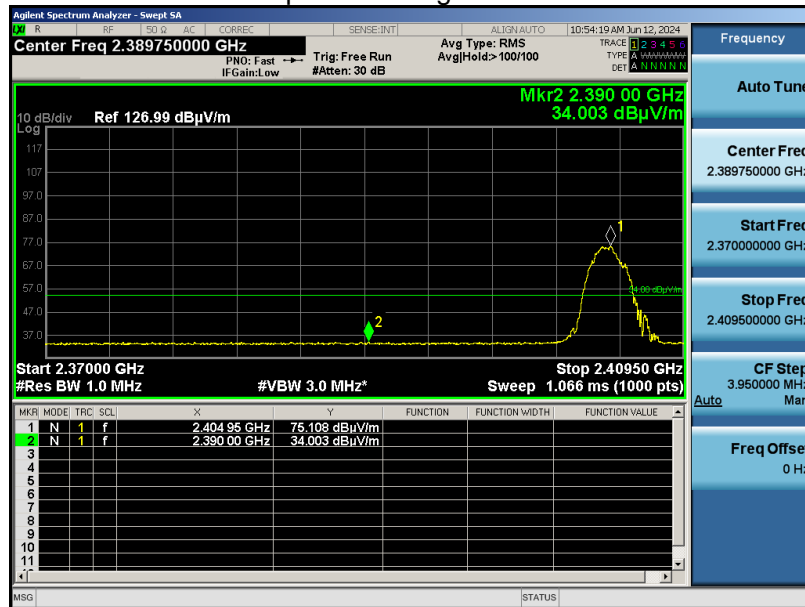 Agilent Spectrum Analyzer - Swept SA
LXI R RF 50 Ω AC CORREC SENSE:INT ALIGN AUTO 10:54:19 AM Jun 12, 2024
Center Freq 2.389750000 GHz
PNO: Fast
IFGain:Low
Trig: Free Run
#Atten: 30 dB
Avg Type: RMS
Avg|Hold:>100/100
TRACE 1 2 3 4 5 6
TYPE A WWWWW
DET A N N N N N
Mkr2 2.390 00 GHz
34.003 dBµV/m
10 dB/div Ref 126.99 dBµV/m
Log
117
107
97.0
87.0
77.0
67.0
57.0
47.0
37.0
1
2
54.00 dBµV/m
Start 2.37000 GHz Stop 2.40950 GHz
#Res BW 1.0 MHz #VBW 3.0 MHz* Sweep 1.066 ms (1000 pts)
MKR MODE TRC SCL X Y FUNCTION FUNCTION WIDTH FUNCTION VALUE
1 N 1 f 2.404 95 GHz 75.108 dBµV/m
2 N 1 f 2.390 00 GHz 34.003 dBµV/m
3
4
5
6
7
8
9
10
11
MSG STATUS
Frequency
Auto Tune
Center Freq
2.389750000 GHz
Start Freq
2.370000000 GHz
Stop Freq
2.409500000 GHz
CF Step
3.950000 MHz
Auto Man
Freq Offset
0 Hz